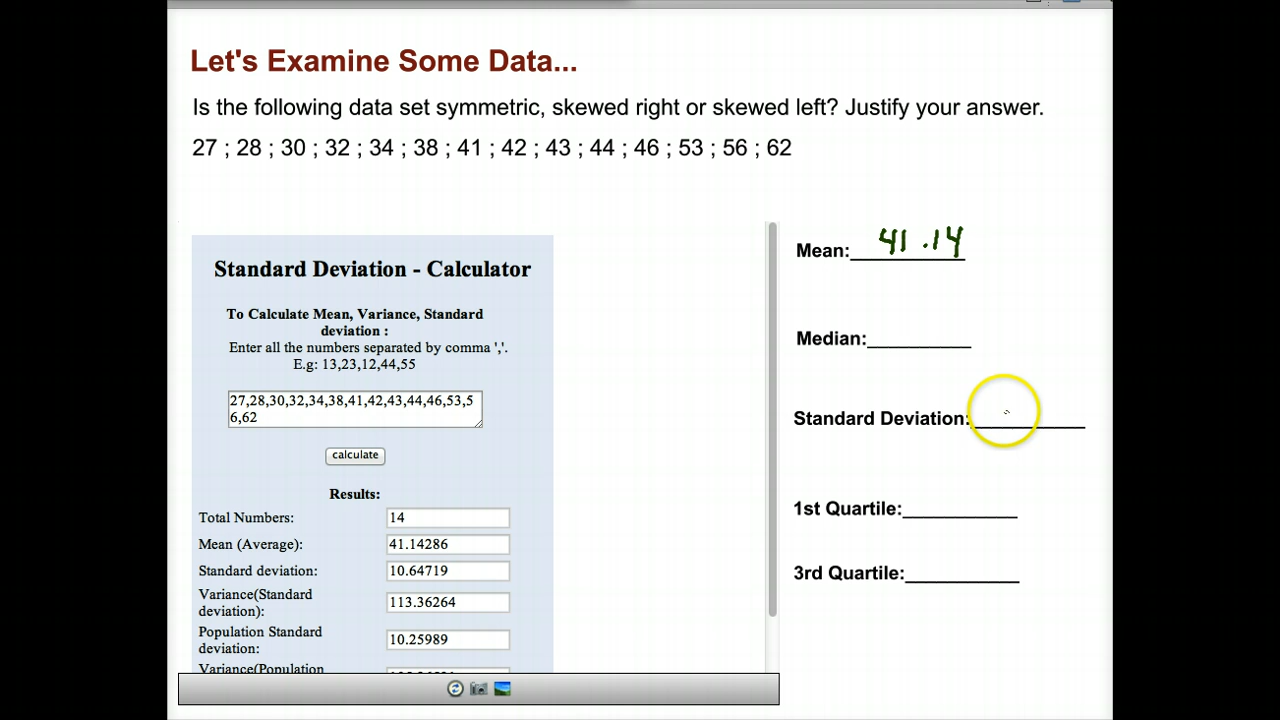 Let's Examine Some Data...
Is the following data set symmetric, skewed right or skewed left? Justify your answer.
27 ; 28 ; 30 ; 32 ; 34 ; 38 ; 41 ; 42 ; 43 ; 44 ; 46 ; 53 ; 56 ; 62
Standard Deviation - Calculator
To Calculate Mean, Variance, Standard
deviation :
Enter all the numbers separated by comma ','.
E.g: 13,23,12,44,55
27,28,30,32,34,38,41,42,43,44,46,53,5
6,62
calculate
Results:
Total Numbers: 14
Mean (Average): 41.14286
Standard deviation: 10.64719
Variance(Standard
deviation): 113.36264
Population Standard
deviation: 10.25989
Variance(Population
Mean: 41.14
Median:
Standard Deviation:
1st Quartile:
3rd Quartile: